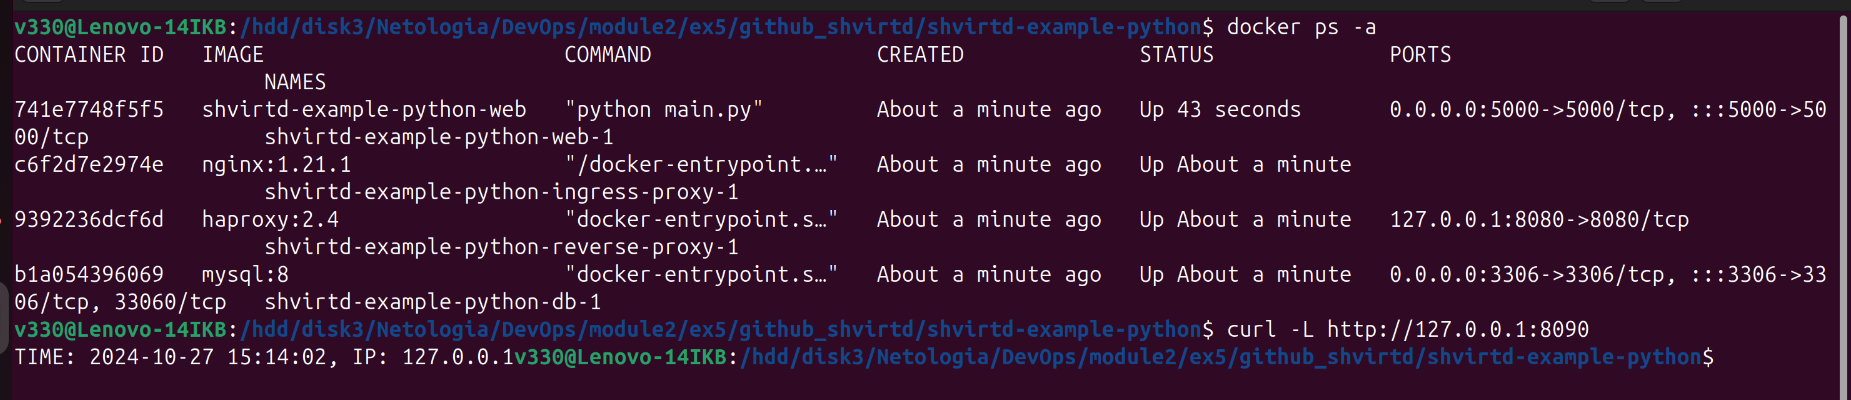 v330@Lenovo-14IKB:/hdd/disk3/Netologia/DevOps/module2/ex5/github_shvirtd/shvirtd-example-python$ docker ps -a
CONTAINER ID   IMAGE                        COMMAND                  CREATED              STATUS              PORTS
                    NAMES
741e7748f5f5   shvirtd-example-python-web   "python main.py"         About a minute ago   Up 43 seconds       0.0.0.0:5000->5000/tcp, :::5000->50
00/tcp              shvirtd-example-python-web-1
c6f2d7e2974e   nginx:1.21.1                 "/docker-entrypoint.…"   About a minute ago   Up About a minute
                    shvirtd-example-python-ingress-proxy-1
9392236dcf6d   haproxy:2.4                  "docker-entrypoint.s…"   About a minute ago   Up About a minute   127.0.0.1:8080->8080/tcp
                    shvirtd-example-python-reverse-proxy-1
b1a054396069   mysql:8                      "docker-entrypoint.s…"   About a minute ago   Up About a minute   0.0.0.0:3306->3306/tcp, :::3306->33
06/tcp, 33060/tcp   shvirtd-example-python-db-1
v330@Lenovo-14IKB:/hdd/disk3/Netologia/DevOps/module2/ex5/github_shvirtd/shvirtd-example-python$ curl -L http://127.0.0.1:8090
TIME: 2024-10-27 15:14:02, IP: 127.0.0.1v330@Lenovo-14IKB:/hdd/disk3/Netologia/DevOps/module2/ex5/github_shvirtd/shvirtd-example-python$